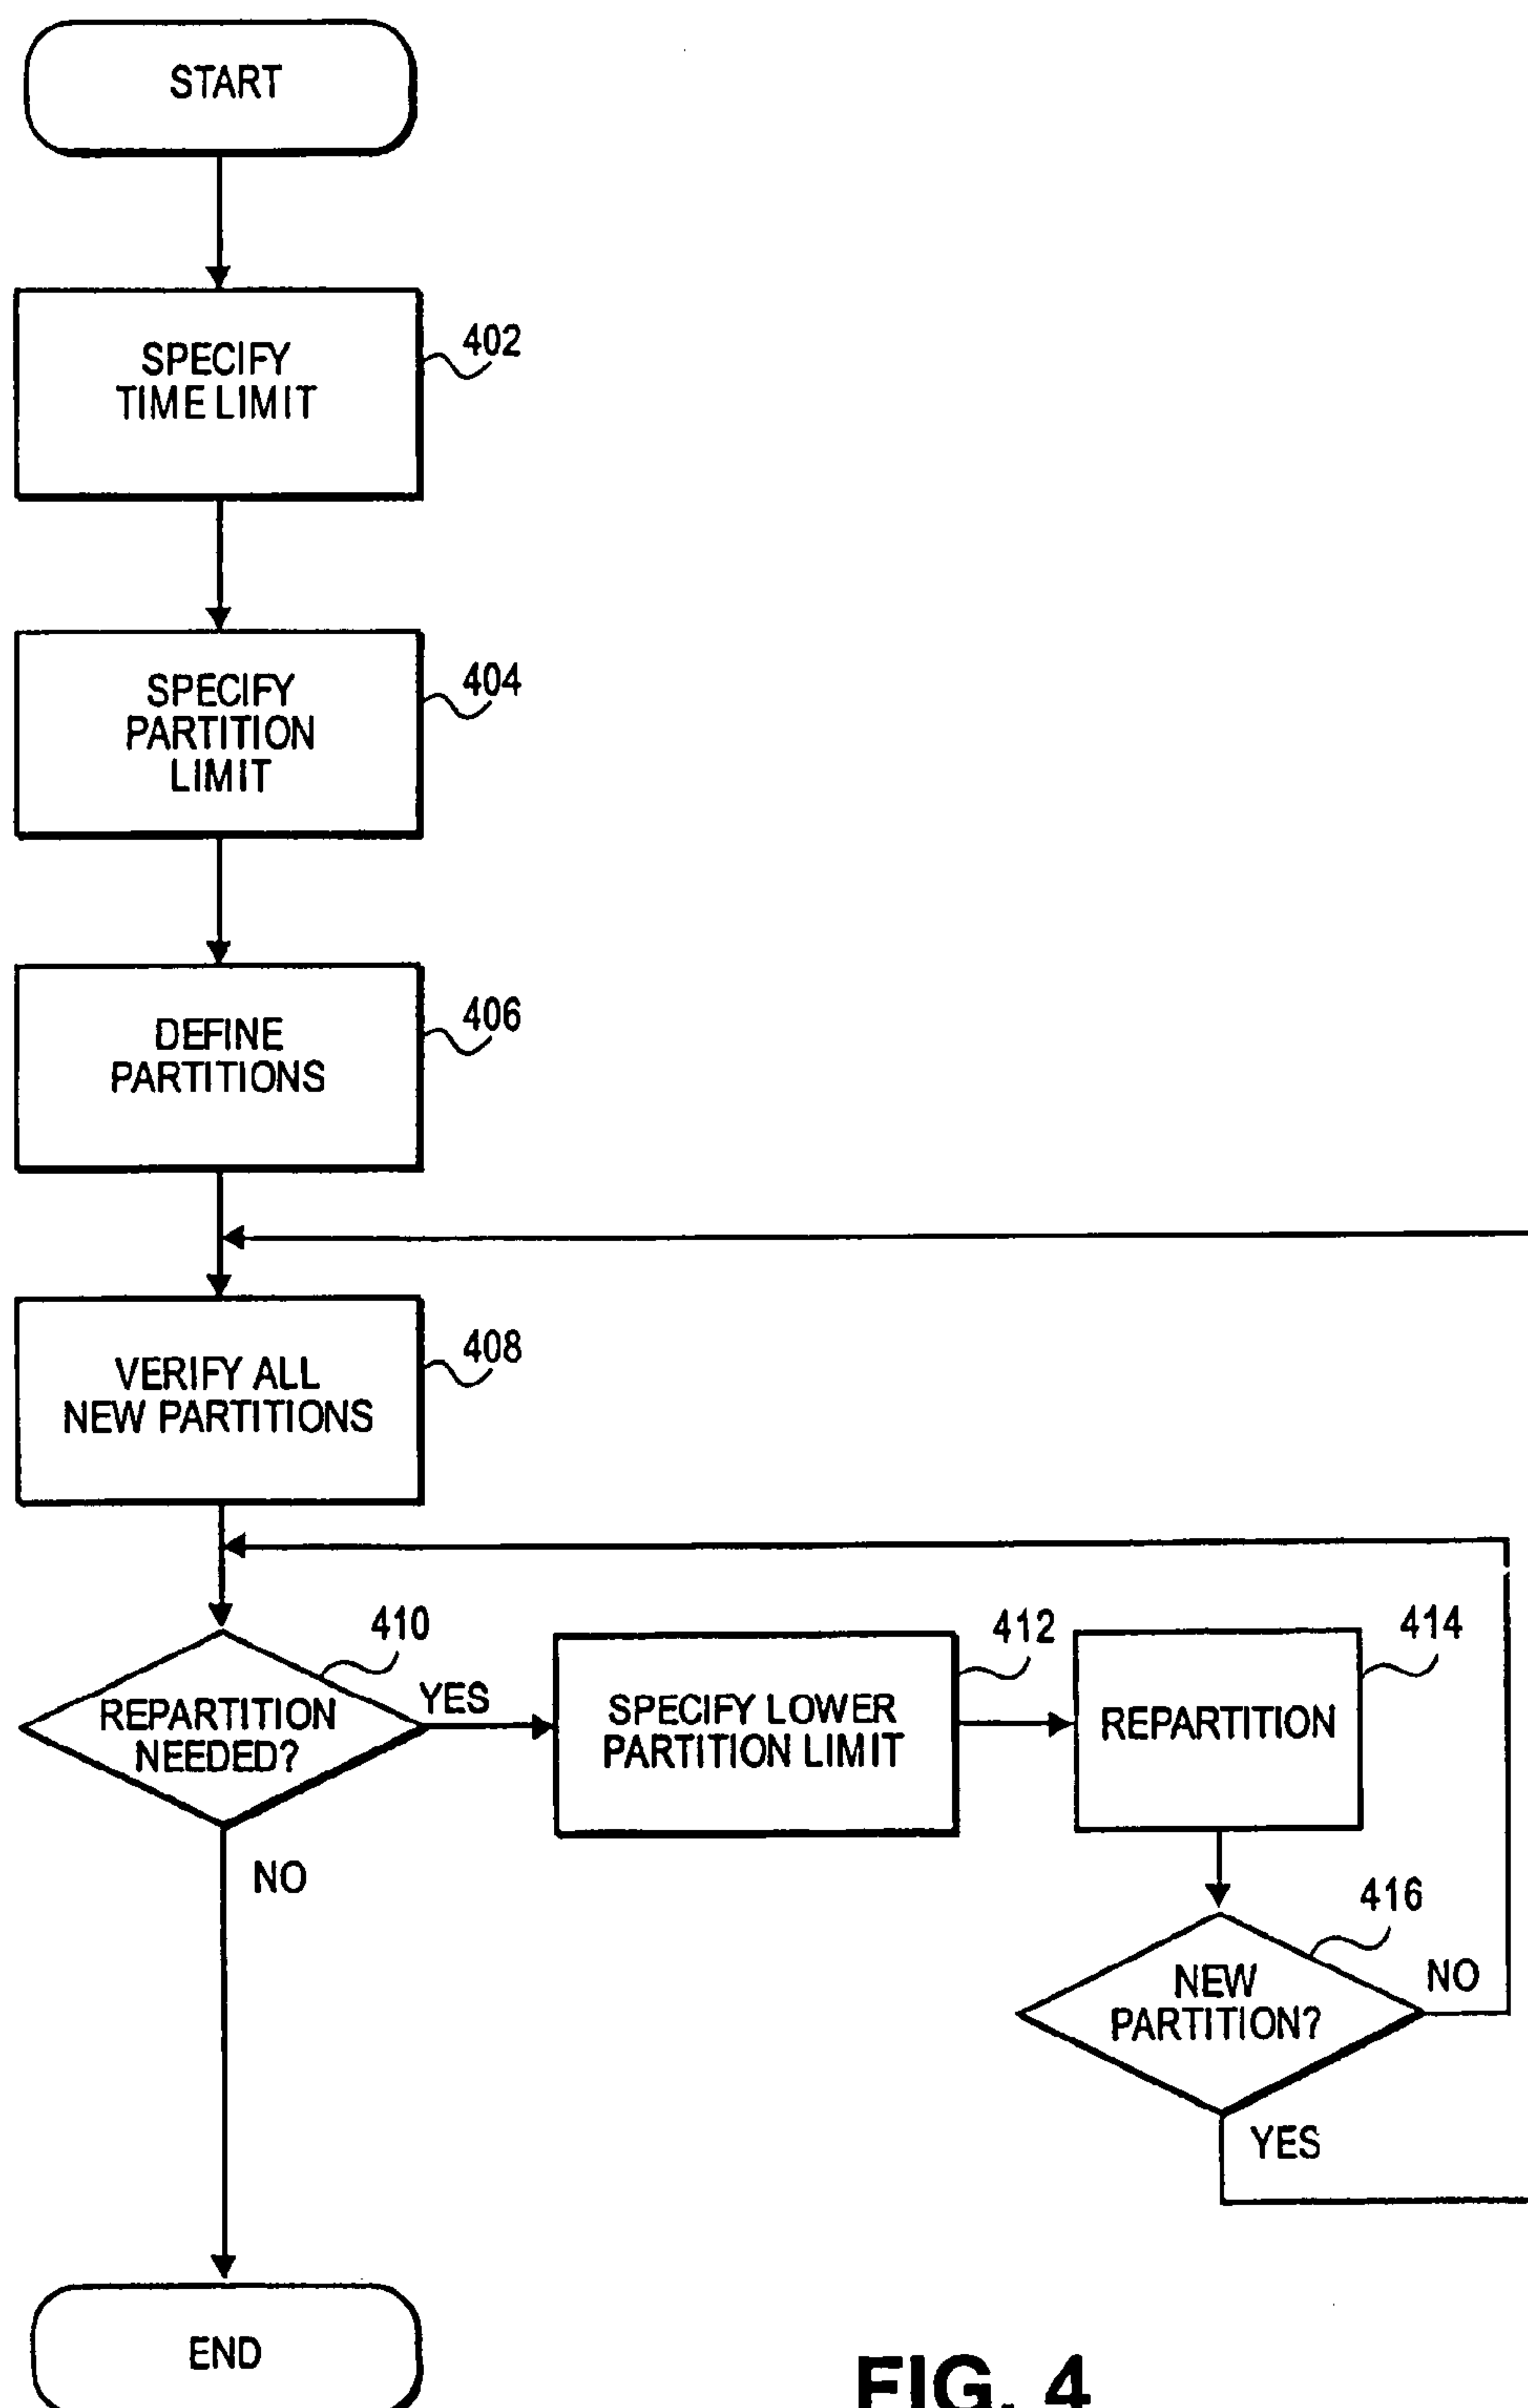 START
SPECIFY
TIME LIMIT
402
SPECIFY
PARTITION
LIMIT
404
DEFINE
PARTITIONS
406
VERIFY ALL
NEW PARTITIONS
408
REPARTITION
NEEDED?
410
YES
NO
SPECIFY LOWER
PARTITION LIMIT
412
REPARTITION
414
NEW
PARTITION?
416
NO
YES
END
FIG. 4